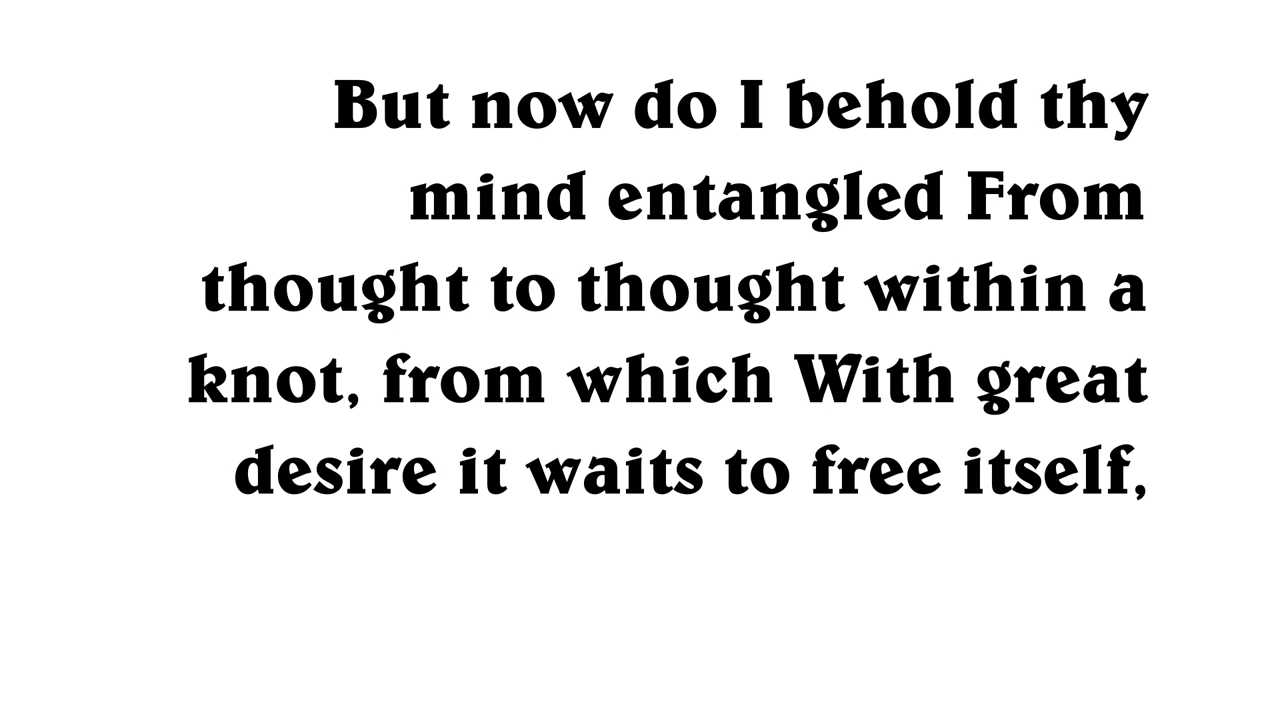 But now do I behold thy
mind entangled From
thought to thought within a
knot, from which With great
desire it waits to free itself,